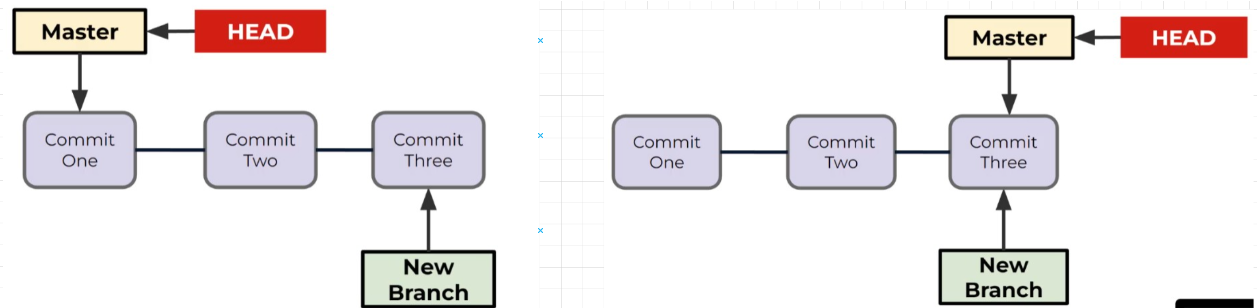 Master
HEAD
Commit
One
Commit
Two
Commit
Three
New
Branch
Master
HEAD
Commit
One
Commit
Two
Commit
Three
New
Branch